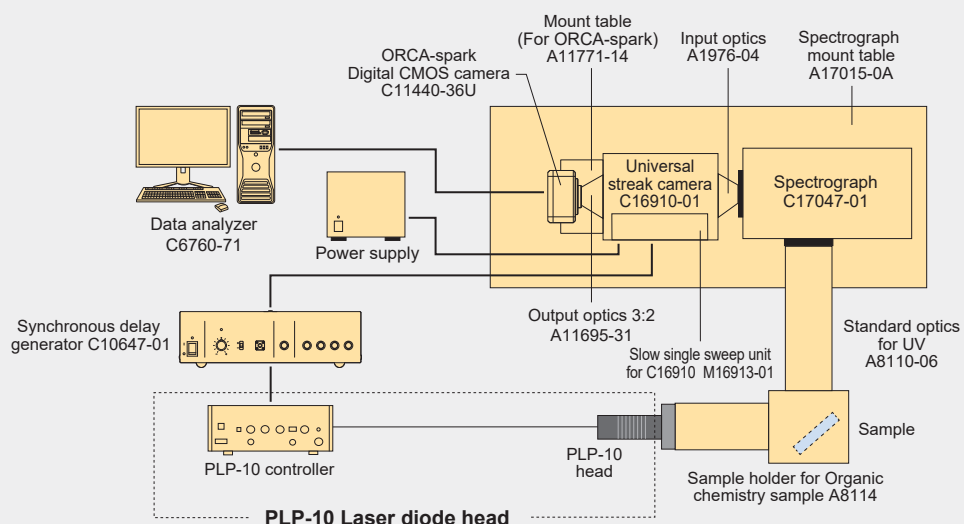 Mount table
(For ORCA-spark)
A11771-14
Input optics
A1976-04
Spectrograph
mount table
A17015-0A
ORCA-spark
Digital CMOS camera
C11440-36U
Universal
streak camera
C16910-01
Spectrograph
C17047-01
Data analyzer
C6760-71
Power supply
Output optics 3:2
A11695-31
Slow single sweep unit
for C16910 M16913-01
Standard optics
for UV
A8110-06
Synchronous delay
generator C10647-01
PLP-10 controller
PLP-10
head
Sample
Sample holder for Organic
chemistry sample A8114
PLP-10 Laser diode head